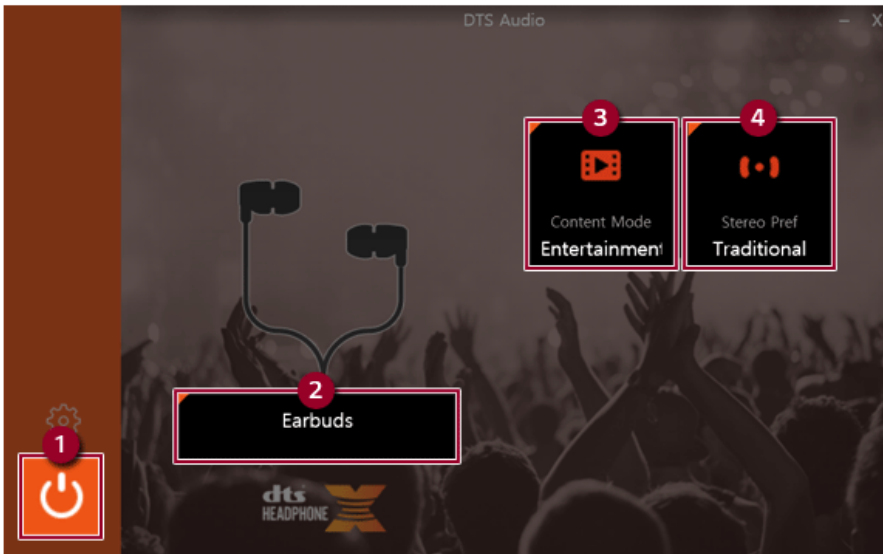 DTS Audio
3
4
Content Mode
Entertainment
Stereo Pref
Traditional
2
Earbuds
1
dts
HEADPHONE X